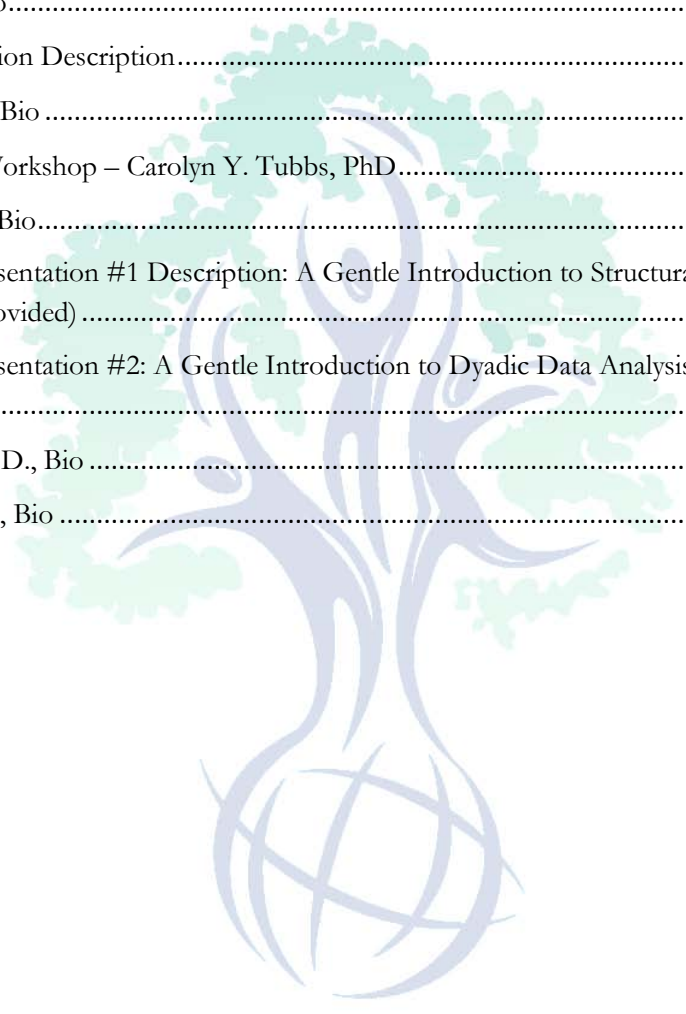 ...............................................................................................
ion Description.......................................................................
Bio .........................................................................................
Workshop – Carolyn Y. Tubbs, PhD........................................
Bio..........................................................................................
sentation #1 Description: A Gentle Introduction to Structura
ovided) ....................................................................................
sentation #2: A Gentle Introduction to Dyadic Data Analysis
................................................................................................
D., Bio ....................................................................................
, Bio ........................................................................................